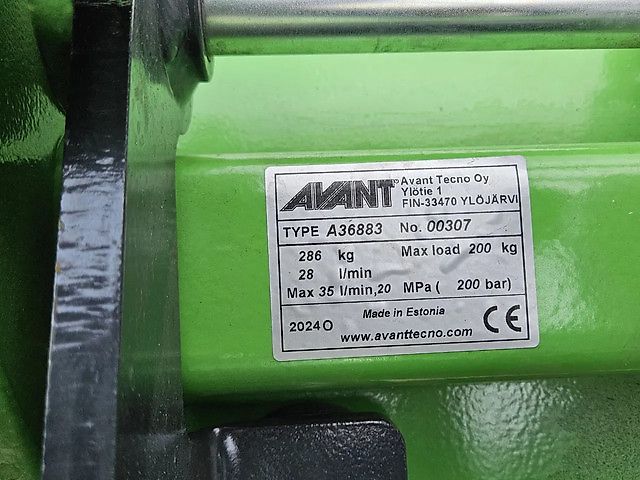 AVANT
Avant Tecno Oy
Ylötie 1
FIN-33470 YLÖJÄRVI
TYPE A36883 No. 00307
286 kg Max load 200 kg
28 l/min
Max 35 l/min,20 MPa ( 200 bar)
Made in Estonia
2024 O
www.avanttecno.com CE